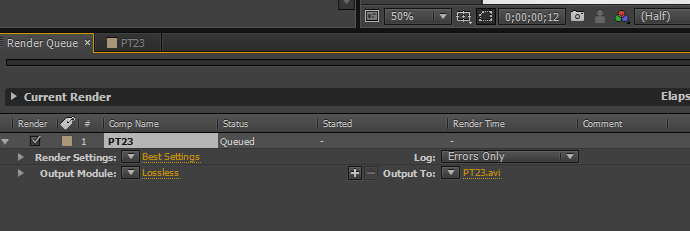 50% 0;00;00;12 (Half)
Render Queue × PT23
Current Render Elaps
Render # Comp Name Status Started Render Time Comment
1 PT23 Queued - -
Render Settings: Best Settings Log: Errors Only
Output Module: Lossless Output To: PT23.avi